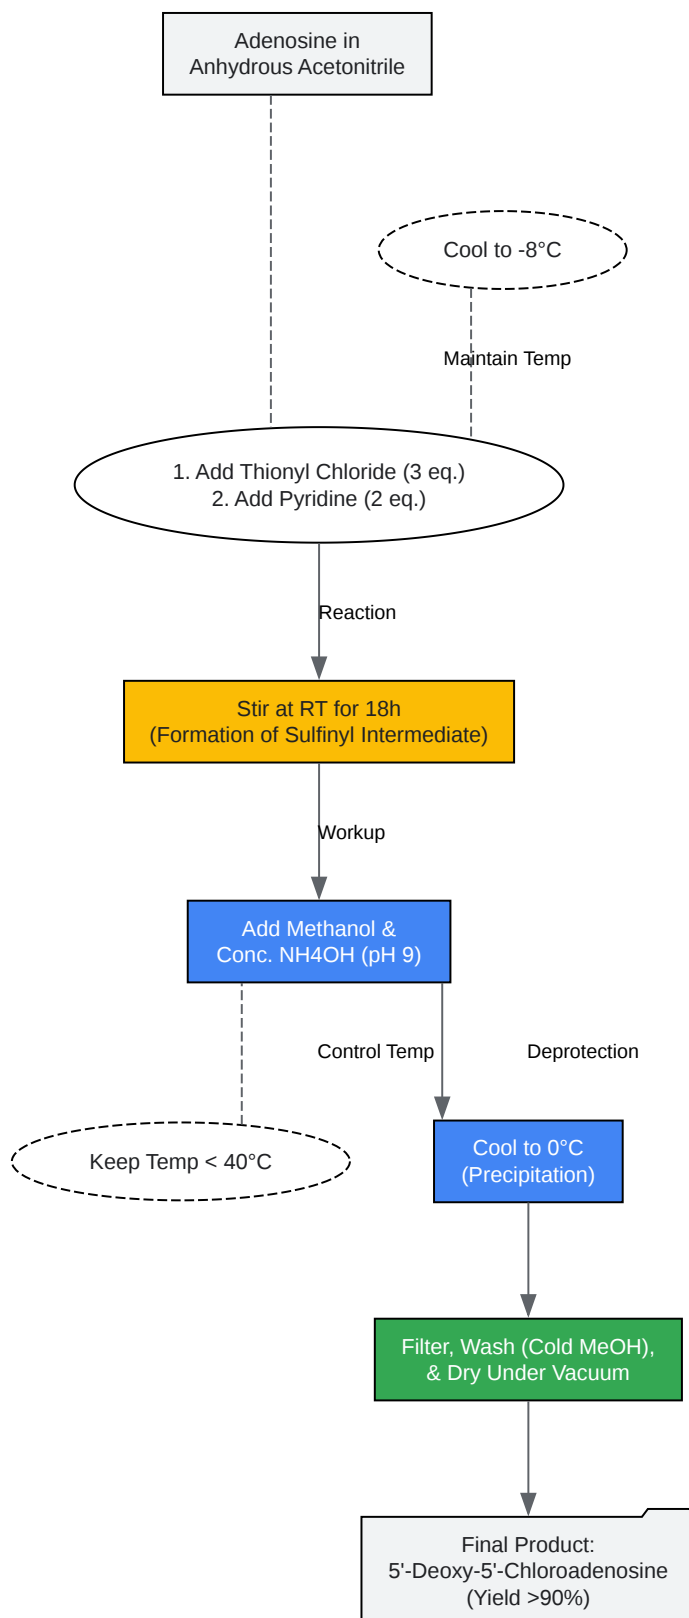 Adenosine in
Anhydrous Acetonitrile
Cool to -8°C
Maintain Temp
1. Add Thionyl Chloride (3 eq.)
2. Add Pyridine (2 eq.)
Reaction
Stir at RT for 18h
(Formation of Sulfinyl Intermediate)
Workup
Add Methanol &
Conc. NH4OH (pH 9)
Control Temp
Deprotection
Keep Temp < 40°C
Cool to 0°C
(Precipitation)
Filter, Wash (Cold MeOH),
& Dry Under Vacuum
Final Product:
5'-Deoxy-5'-Chloroadenosine
(Yield >90%)